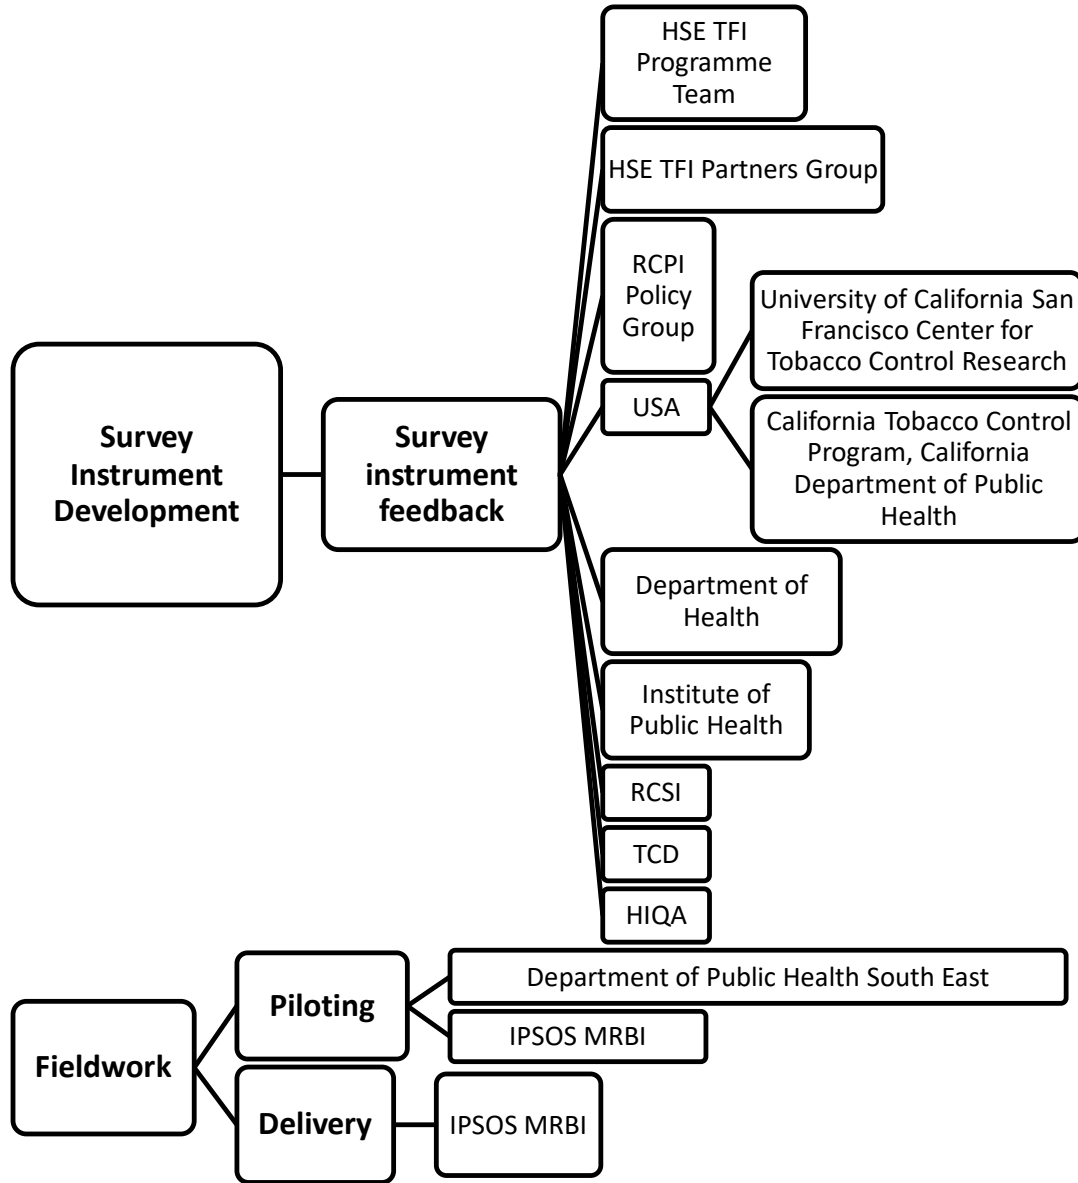 HSE TFI
Programme
Team
HSE TFI Partners Group
RCPI
Policy
Group
University of California San
Francisco Center for
Tobacco Control Research
USA
California Tobacco Control
Program, California
Department of Public
Health
Survey
Instrument
Development
Survey
instrument
feedback
Department of
Health
Institute of
Public Health
RCSI
TCD
HIQA
Fieldwork
Piloting
Department of Public Health South East
IPSOS MRBI
Delivery
IPSOS MRBI